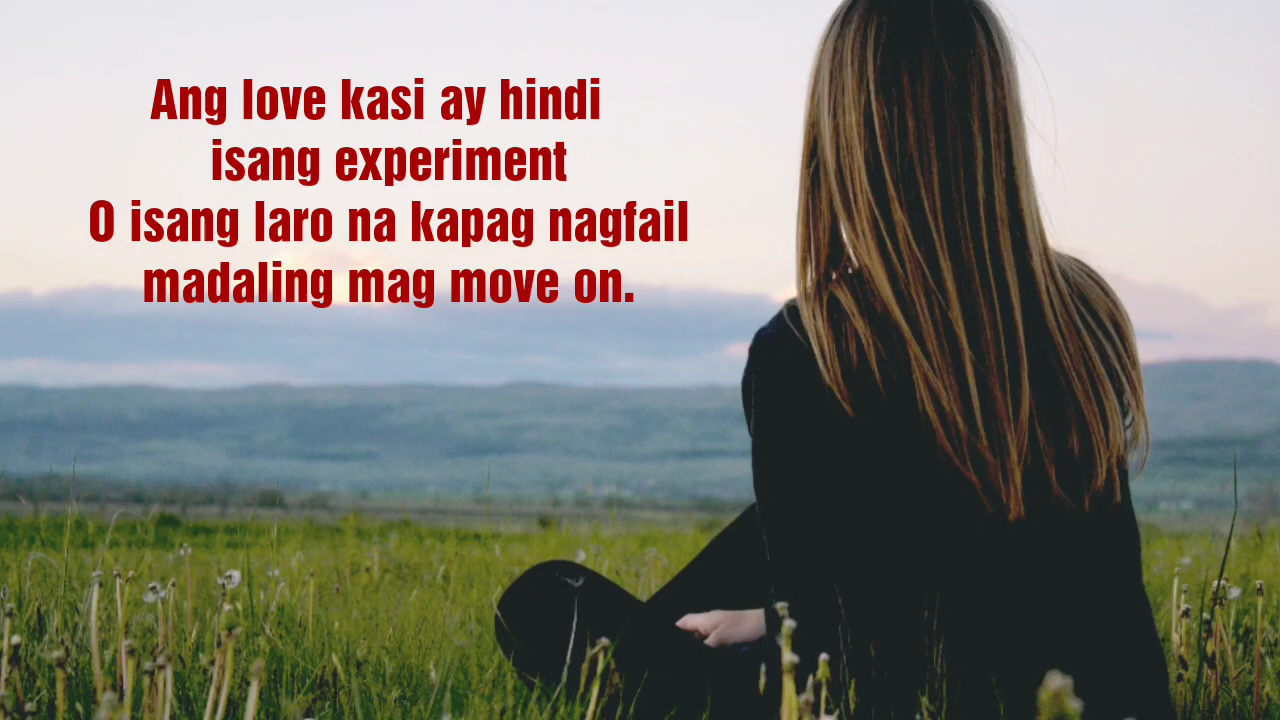 Ang love kasi ay hindi
isang experiment
O isang laro na kapag nagfail
madaling mag move on.